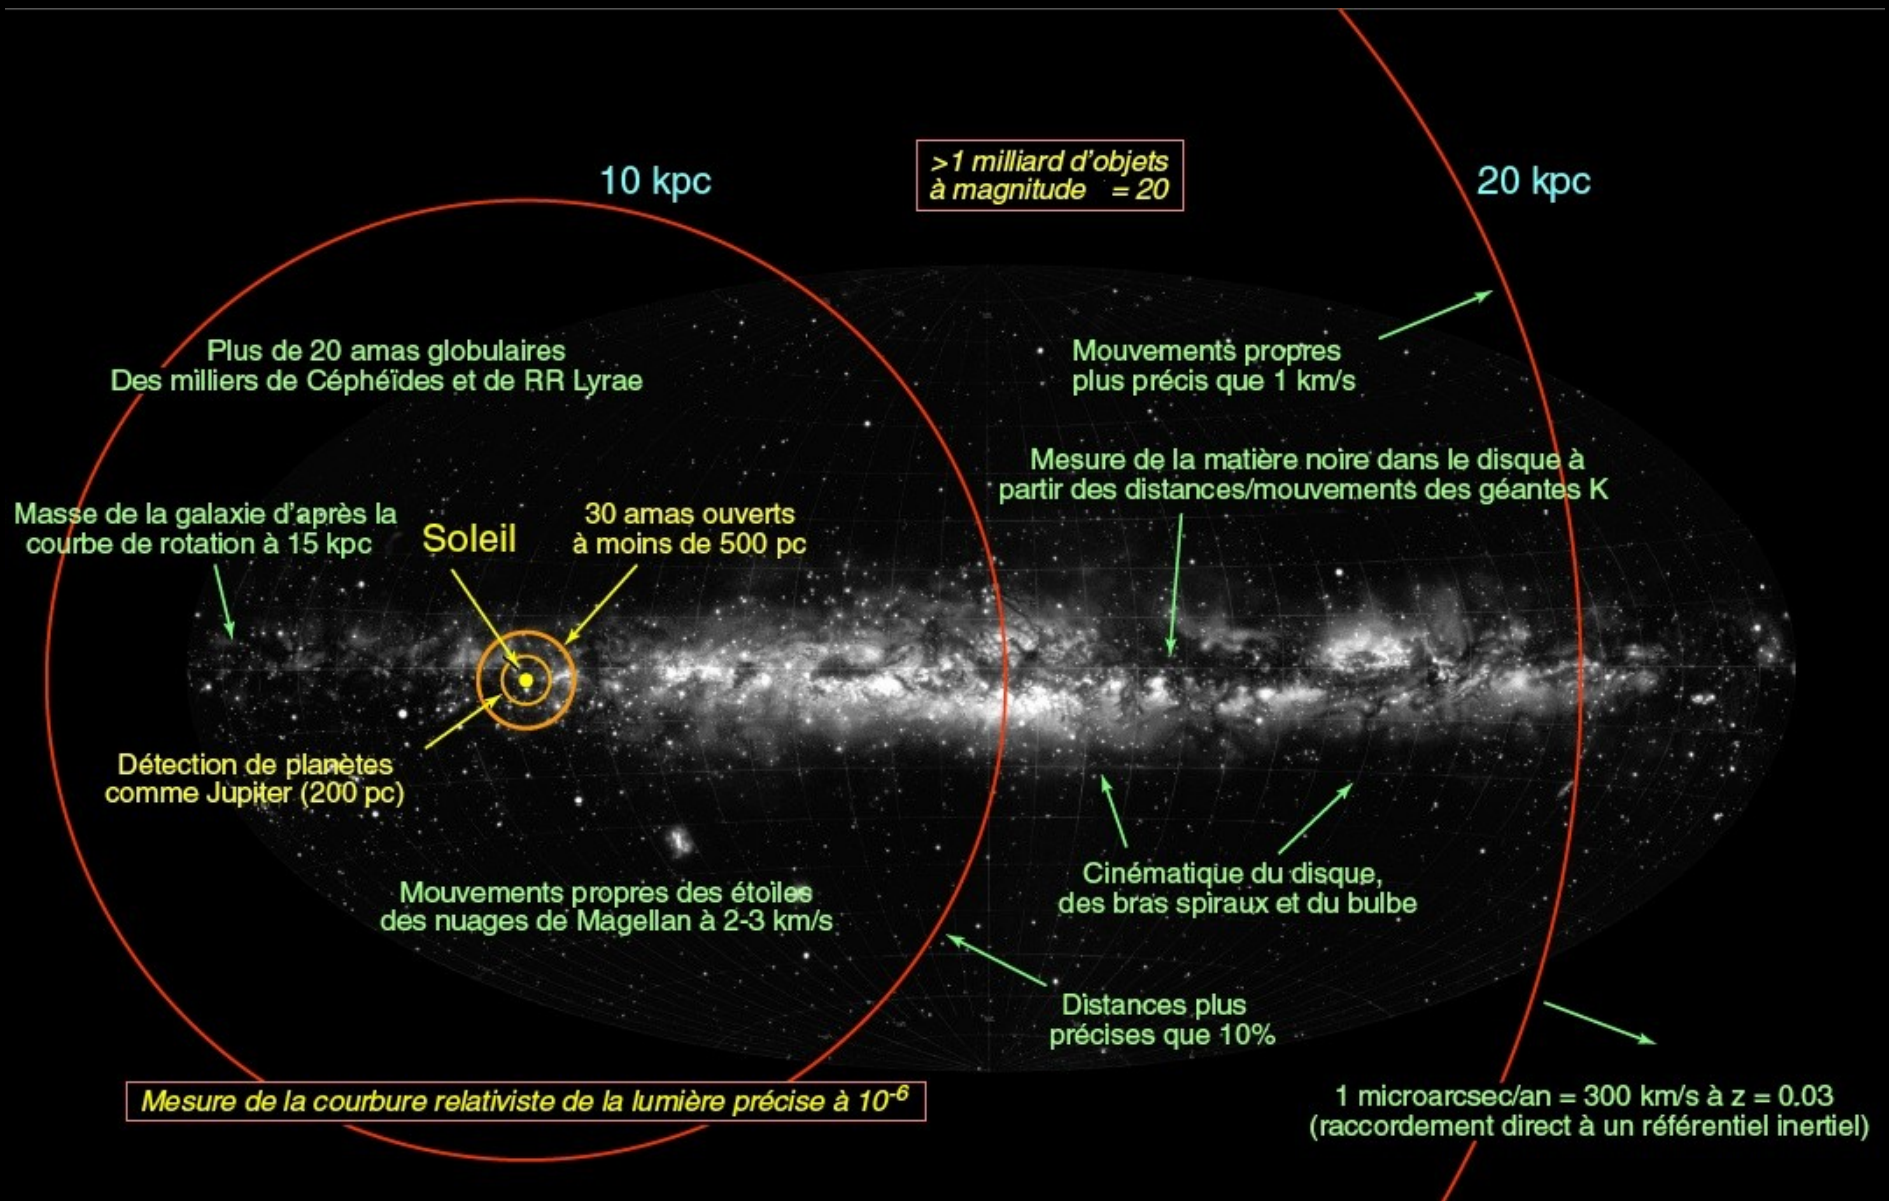 10 kpc
>1 milliard d'objets
à magnitude = 20
20 kpc
Plus de 20 amas globulaires
Des milliers de Céphéïdes et de RR Lyrae
Mouvements propres
plus précis que 1 km/s
Mesure de la matière noire dans le disque à
partir des distances/mouvements des géantes K
Masse de la galaxie d'après la
courbe de rotation à 15 kpc
Soleil
30 amas ouverts
à moins de 500 pc
Détection de planètes
comme Jupiter (200 pc)
Mouvements propres des étoiles
des nuages de Magellan à 2-3 km/s
Cinématique du disque,
des bras spiraux et du bulbe
Distances plus
précises que 10%
Mesure de la courbure relativiste de la lumière précise à 10⁻⁶
1 microarcsec/an = 300 km/s à z = 0.03
(raccordement direct à un référentiel inertiel)